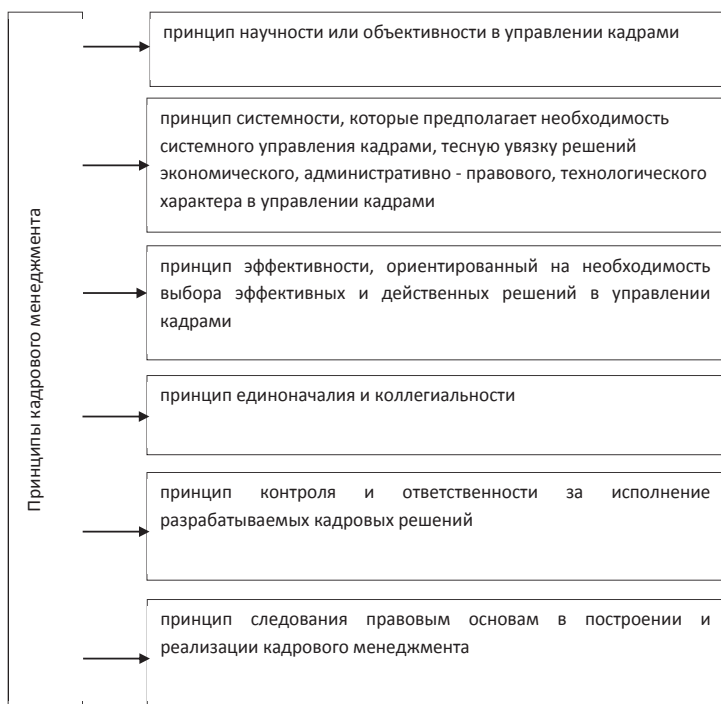 Принципы кадрового менеджмента
принцип научности или объективности в управлении кадрами
принцип системности, которые предполагает необходимость
системного управления кадрами, тесную увязку решений
экономического, административно - правового, технологического
характера в управлении кадрами
принцип эффективности, ориентированный на необходимость
выбора эффективных и действенных решений в управлении
кадрами
принцип единоначалия и коллегиальности
принцип контроля и ответственности за исполнение
разрабатываемых кадровых решений
принцип следования правовым основам в построении и
реализации кадрового менеджмента